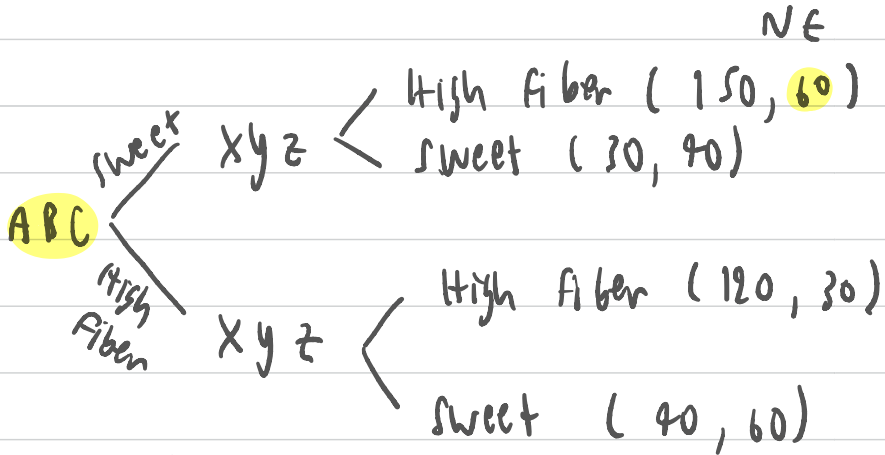 NE
High fiber (150, 60)
sweet
XYZ
sweet (30, 40)
ABC
High
Fiber
High fiber (120, 30)
XYZ
sweet (40, 60)